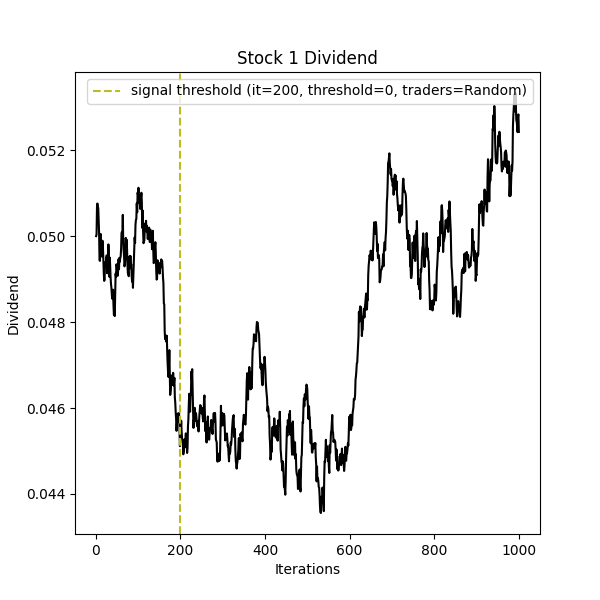 Stock 1 Dividend
signal threshold (it=200, threshold=0, traders=Random)
0.052
0.050
0.048
0.046
0.044
Dividend
0 200 400 600 800 1000
Iterations